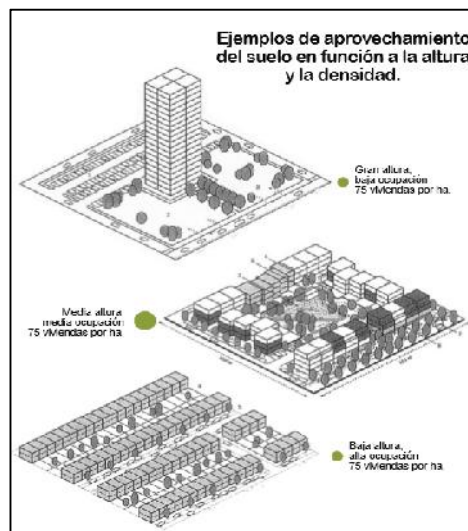 Ejemplos de aprovechamiento
del suelo en función a la altura
y la densidad.
Gran altura,
baja ocupación
75 viviendas por ha.
Media altura
media ocupación
75 viviendas por ha.
Baja altura,
alta ocupación
75 viviendas por ha